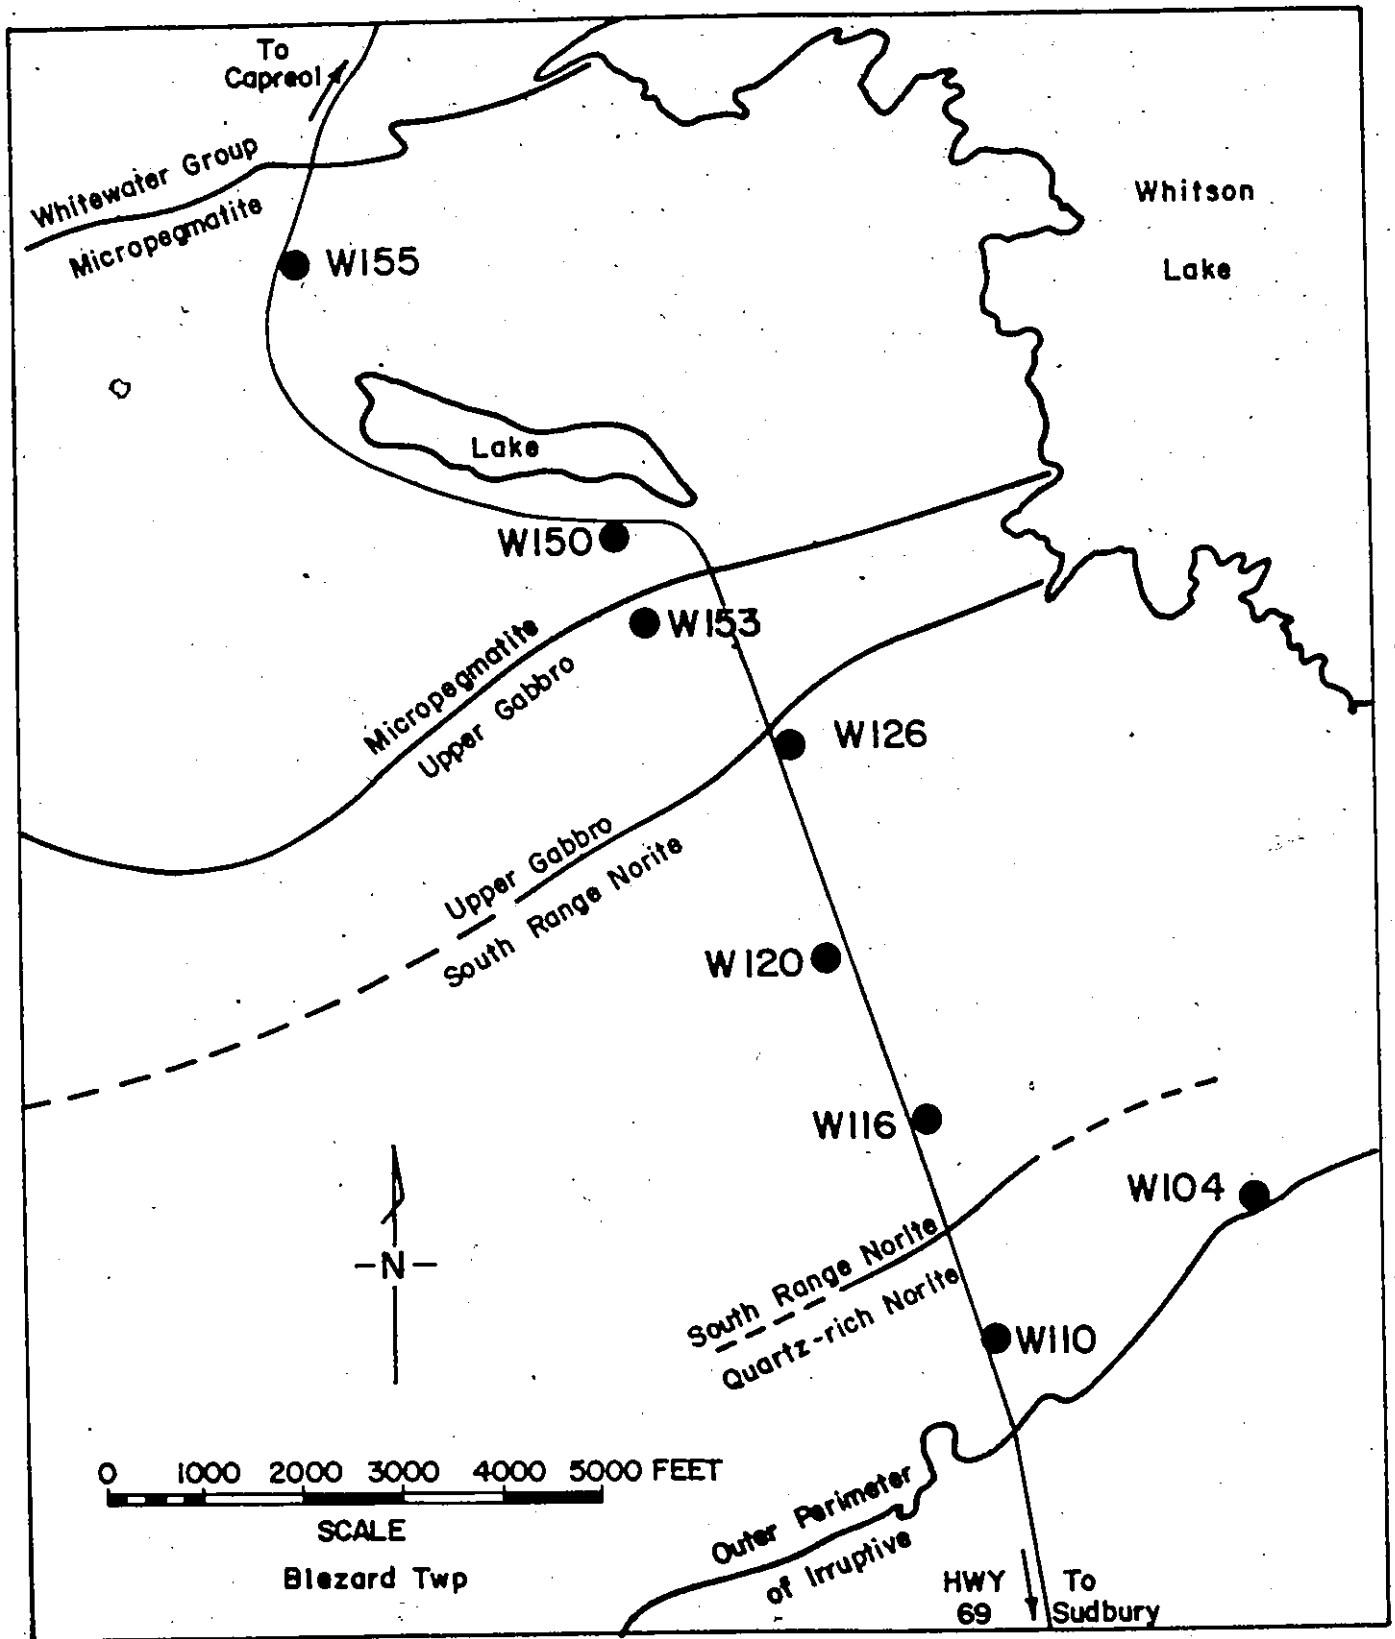 To
Capreol
Whitewater Group
Micropegmatite
Whitson
Lake
W155
Lake
W150
W153
Micropegmatite
Upper Gabbro
W126
Upper Gabbro
South Range Norite
W120
W116
W104
-N-
South Range Norite
Quartz-rich Norite
W110
0 1000 2000 3000 4000 5000 FEET
SCALE
Blezard Twp
Outer Perimeter
of Irruptive
HWY
69
To
Sudbury